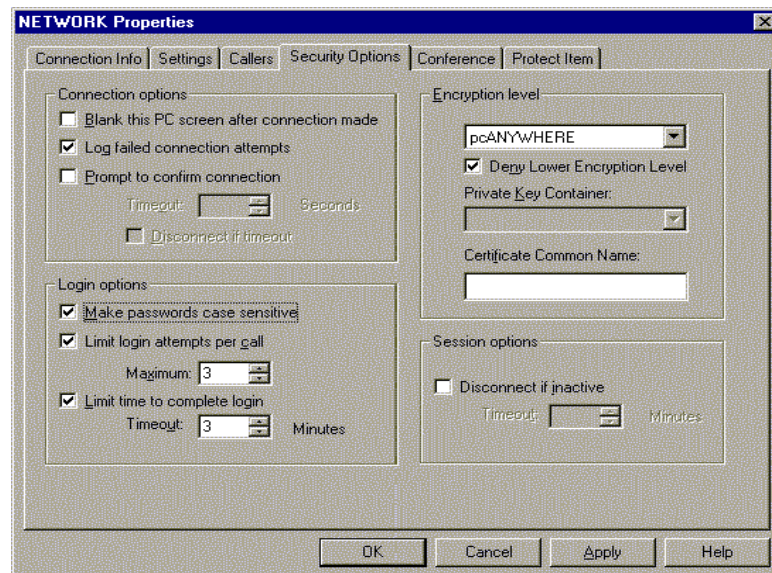 NETWORK Properties
Connection Info Settings Callers Security Options Conference Protect Item
Connection options
Blank this PC screen after connection made
Log failed connection attempts
Prompt to confirm connection
Timeout: Seconds
Disconnect if timeout
Login options
Make passwords case sensitive
Limit login attempts per call
Maximum: 3
Limit time to complete login
Timeout: 3 Minutes
Encryption level
pcANYWHERE
Deny Lower Encryption Level
Private Key Container:
Certificate Common Name:
Session options
Disconnect if inactive
Timeout: Minutes
OK Cancel Apply Help